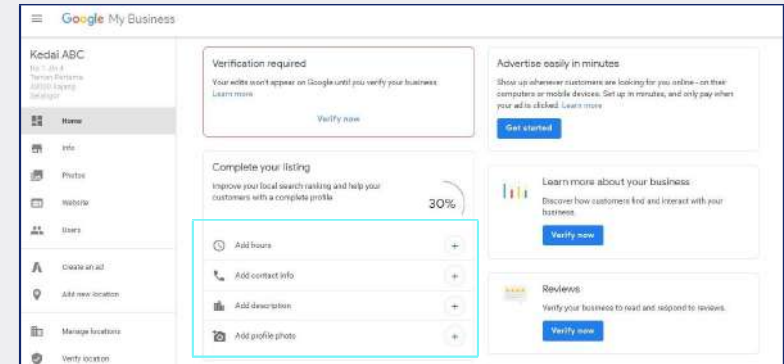 Google My Business
Kedai ABC
Selangor
Home
Info
Photos
Website
Users
Create an ad
Add new location
Manage locations
Verify location
Verification required
Your edits won't appear on Google until you verify your business.
Learn more
Verify now
Complete your listing
Improve your local search ranking and help your
customers with a complete profile
30%
Add hours
Add contact info
Add description
Add profile photo
Advertise easily in minutes
Show up whenever customers are looking for you online - on their
computers or mobile devices. Set up in minutes, and only pay when
your ad is clicked. Learn more
Get started
Learn more about your business
Discover how customers find and interact with your
business.
Verify now
Reviews
Verify your business to read and respond to reviews.
Verify now